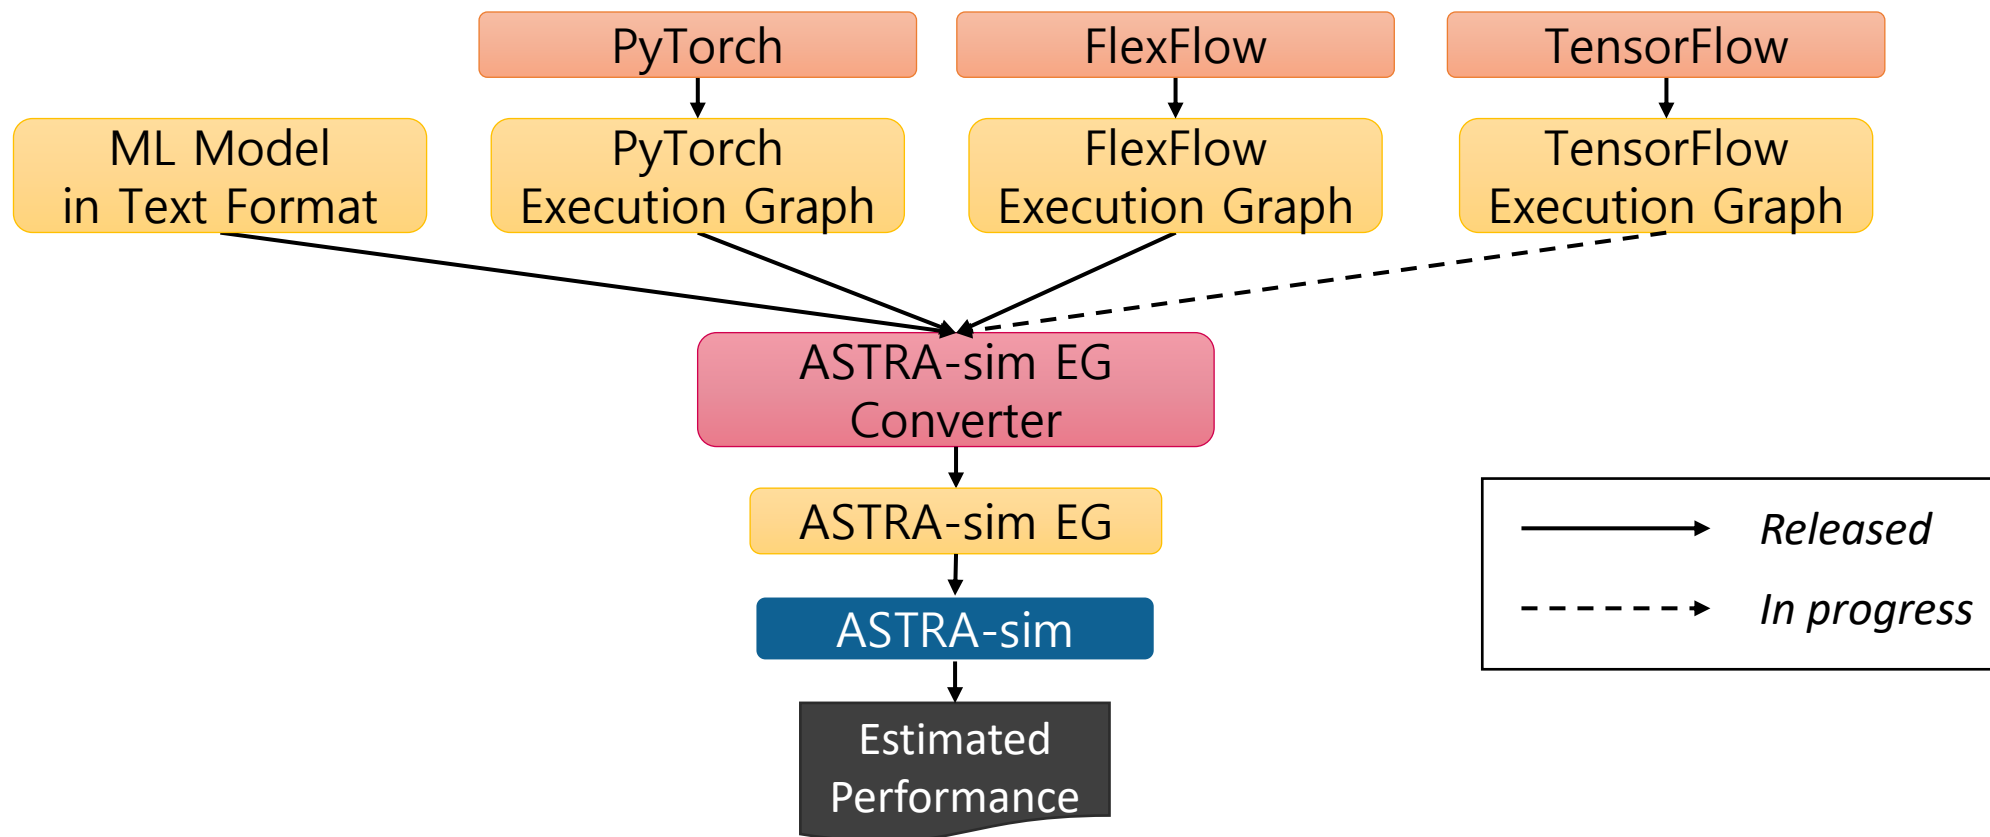 PyTorch
FlexFlow
TensorFlow
ML Model
in Text Format
PyTorch
Execution Graph
FlexFlow
Execution Graph
TensorFlow
Execution Graph
ASTRA-sim EG
Converter
ASTRA-sim EG
ASTRA-sim
Estimated
Performance
Released
In progress